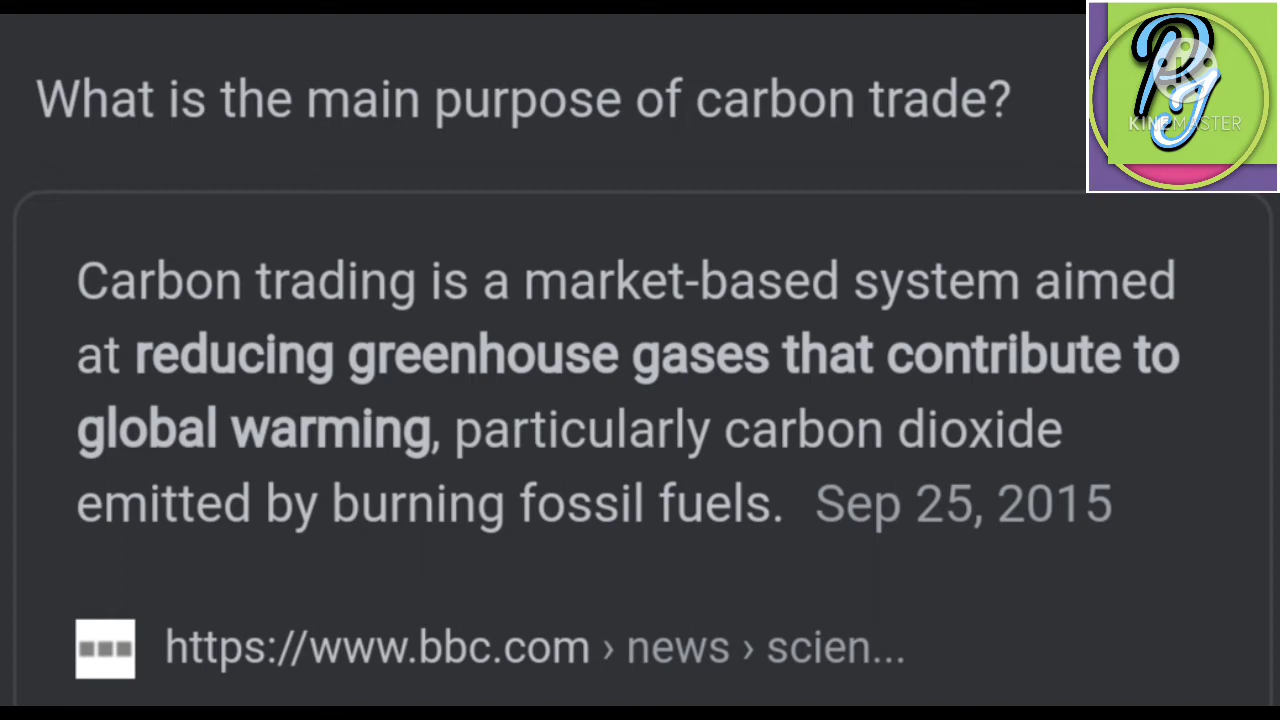 What is the main purpose of carbon trade?
PJ
KINEMASTER
Carbon trading is a market-based system aimed
at reducing greenhouse gases that contribute to
global warming, particularly carbon dioxide
emitted by burning fossil fuels. Sep 25, 2015
https://www.bbc.com › news › scien...